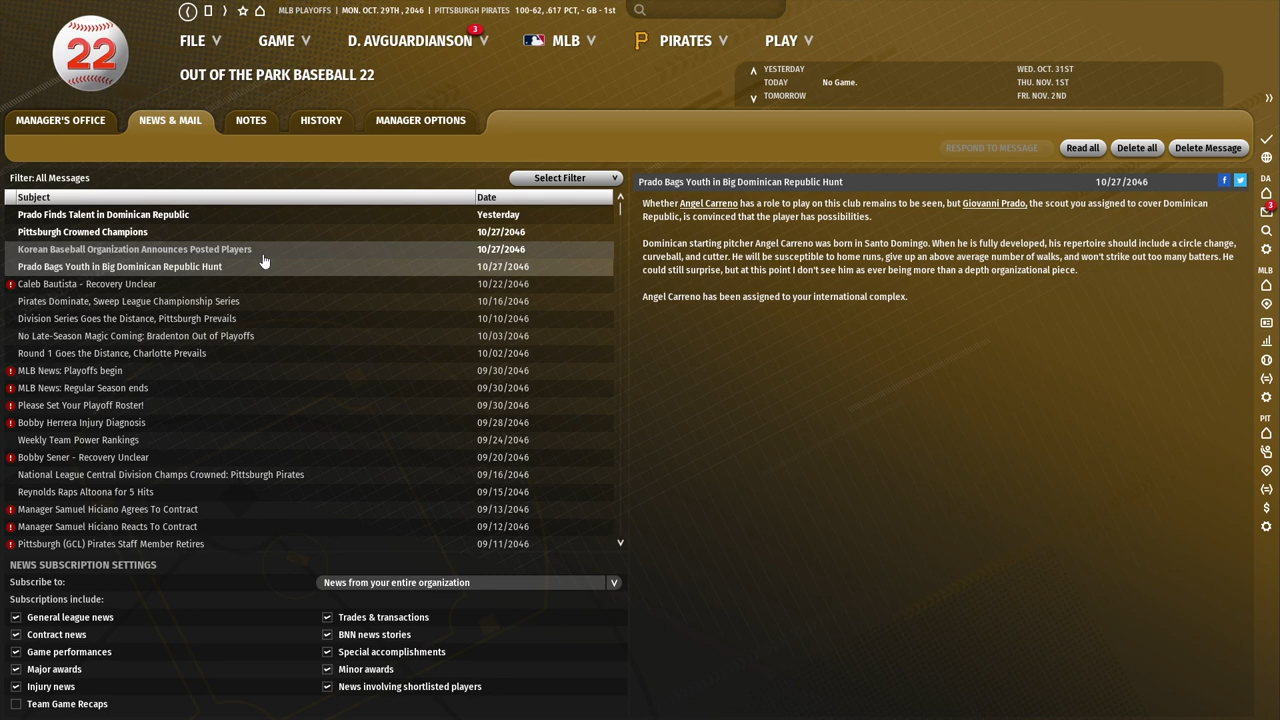 MLB PLAYOFFS | MON. OCT. 29TH , 2046 | PITTSBURGH PIRATES 100-62, .617 PCT, - GB - 1st
22
FILE
GAME
D. AVGUARDIANSON
3
MLB
P
PIRATES
PLAY
OUT OF THE PARK BASEBALL 22
YESTERDAY
TODAY
No Game.
TOMORROW
WED. OCT. 31ST
THU. NOV. 1ST
FRI. NOV. 2ND
MANAGER'S OFFICE
NEWS & MAIL
NOTES
HISTORY
MANAGER OPTIONS
RESPOND TO MESSAGE
Read all
Delete all
Delete Message
Filter: All Messages
Select Filter
Subject Date
Prado Finds Talent in Dominican Republic Yesterday
Pittsburgh Crowned Champions 10/27/2046
Korean Baseball Organization Announces Posted Players 10/27/2046
Prado Bags Youth in Big Dominican Republic Hunt 10/27/2046
Caleb Bautista - Recovery Unclear 10/22/2046
Pirates Dominate, Sweep League Championship Series 10/16/2046
Division Series Goes the Distance, Pittsburgh Prevails 10/10/2046
No Late-Season Magic Coming: Bradenton Out of Playoffs 10/03/2046
Round 1 Goes the Distance, Charlotte Prevails 10/02/2046
MLB News: Playoffs begin 09/30/2046
MLB News: Regular Season ends 09/30/2046
Please Set Your Playoff Roster! 09/30/2046
Bobby Herrera Injury Diagnosis 09/28/2046
Weekly Team Power Rankings 09/24/2046
Bobby Sener - Recovery Unclear 09/20/2046
National League Central Division Champs Crowned: Pittsburgh Pirates 09/16/2046
Reynolds Raps Altoona for 5 Hits 09/15/2046
Manager Samuel Hiciano Agrees To Contract 09/13/2046
Manager Samuel Hiciano Reacts To Contract 09/12/2046
Pittsburgh (GCL) Pirates Staff Member Retires 09/11/2046
NEWS SUBSCRIPTION SETTINGS
Subscribe to: News from your entire organization
Subscriptions include:
General league news
Trades & transactions
Contract news
BNN news stories
Game performances
Special accomplishments
Major awards
Minor awards
Injury news
News involving shortlisted players
Team Game Recaps
Prado Bags Youth in Big Dominican Republic Hunt 10/27/2046
Whether Angel Carreno has a role to play on this club remains to be seen, but Giovanni Prado, the scout you assigned to cover Dominican
Republic, is convinced that the player has possibilities.
Dominican starting pitcher Angel Carreno was born in Santo Domingo. When he is fully developed, his repertoire should include a circle change,
curveball, and cutter. He will be susceptible to home runs, give up an above average number of walks, and won't strike out too many batters. He
could still surprise, but at this point I don't see him as ever being more than a depth organizational piece.
Angel Carreno has been assigned to your international complex.
DA
3
MLB
PIT